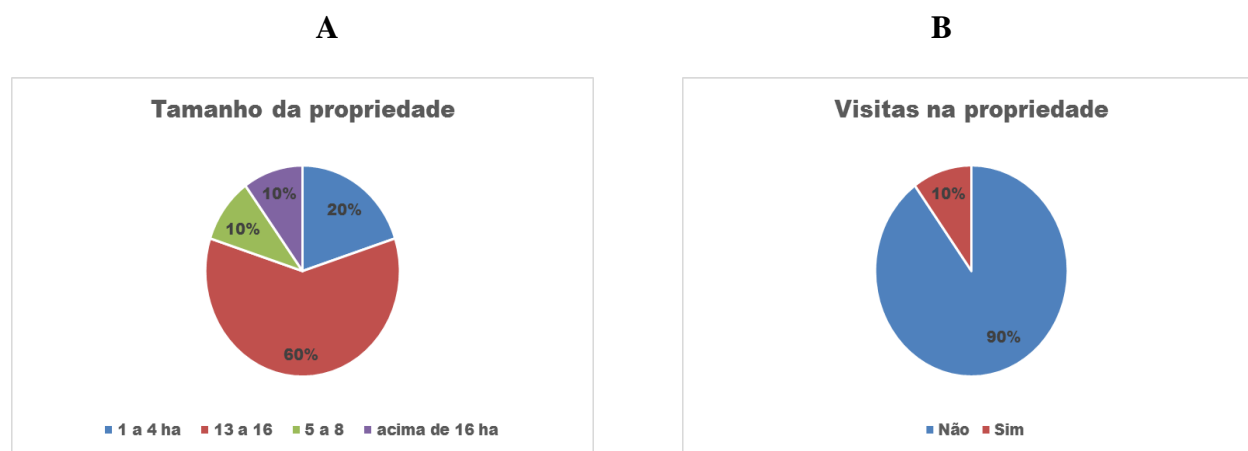 A
B
Tamanho da propriedade
10%
20%
10%
60%
1 a 4 ha 13 a 16 5 a 8 acima de 16 ha
Visitas na propriedade
10%
90%
Não Sim